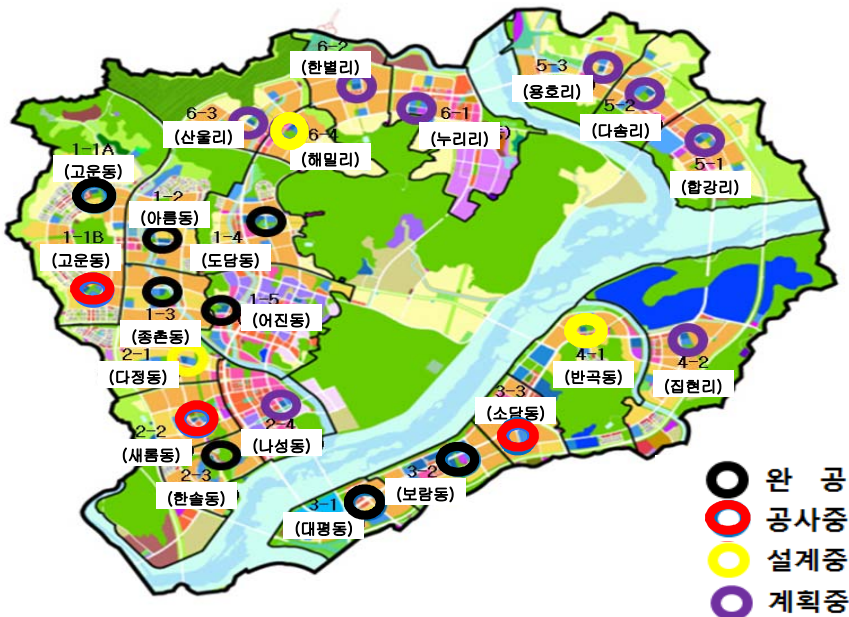 6-2
(한별리)
5-3
(용호리)
5-2
(다솜리)
6-3
(산울리)
6-4
(해밀리)
6-1
(누리리)
5-1
(합강리)
1-1A
(고운동)
1-2
(아름동)
1-1B
(고운동)
1-4
(도담동)
1-3
(종촌동)
1-5
(어진동)
2-1
(다정동)
4-1
(반곡동)
4-2
(집현리)
3-3
(소담동)
2-2
(새롬동)
2-4
(나성동)
2-3
(한솔동)
3-2
(보람동)
3-1
(대평동)
완 공
공사중
설계중
계획중